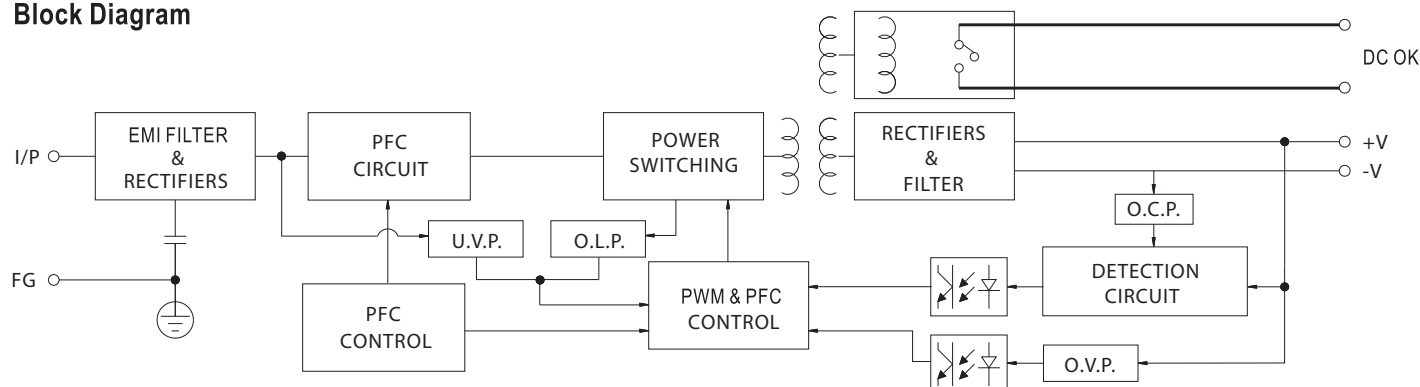 Block Diagram
DC OK
I/P
EMI FILTER
&
RECTIFIERS
PFC
CIRCUIT
POWER
SWITCHING
RECTIFIERS
&
FILTER
+V
-V
O.C.P.
U.V.P.
O.L.P.
FG
DETECTION
CIRCUIT
PWM & PFC
CONTROL
PFC
CONTROL
O.V.P.